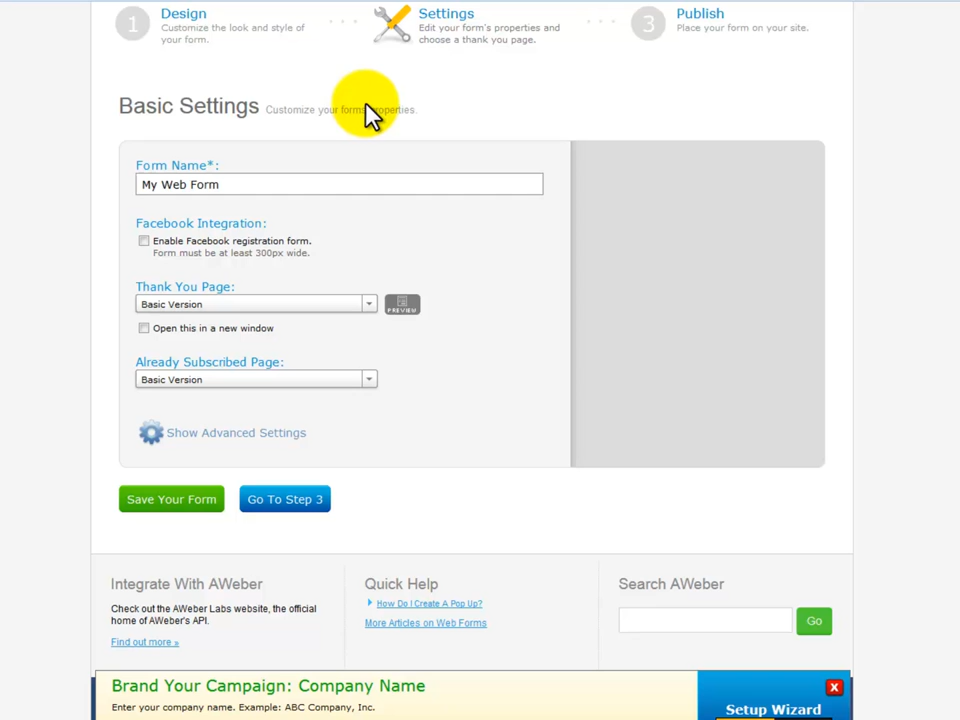 1
Design
Customize the look and style of
your form.
Settings
Edit your form's properties and
choose a thank you page.
3
Publish
Place your form on your site.
Basic Settings
Customize your forms properties.
Form Name*:
My Web Form
Facebook Integration:
Enable Facebook registration form.
Form must be at least 300px wide.
Thank You Page:
Basic Version
PREVIEW
Open this in a new window
Already Subscribed Page:
Basic Version
Show Advanced Settings
Save Your Form
Go To Step 3
Integrate With AWeber
Check out the AWeber Labs website, the official
home of AWeber's API.
Find out more »
Quick Help
How Do I Create A Pop Up?
More Articles on Web Forms
Search AWeber
Go
Brand Your Campaign: Company Name
Enter your company name. Example: ABC Company, Inc.
X
Setup Wizard